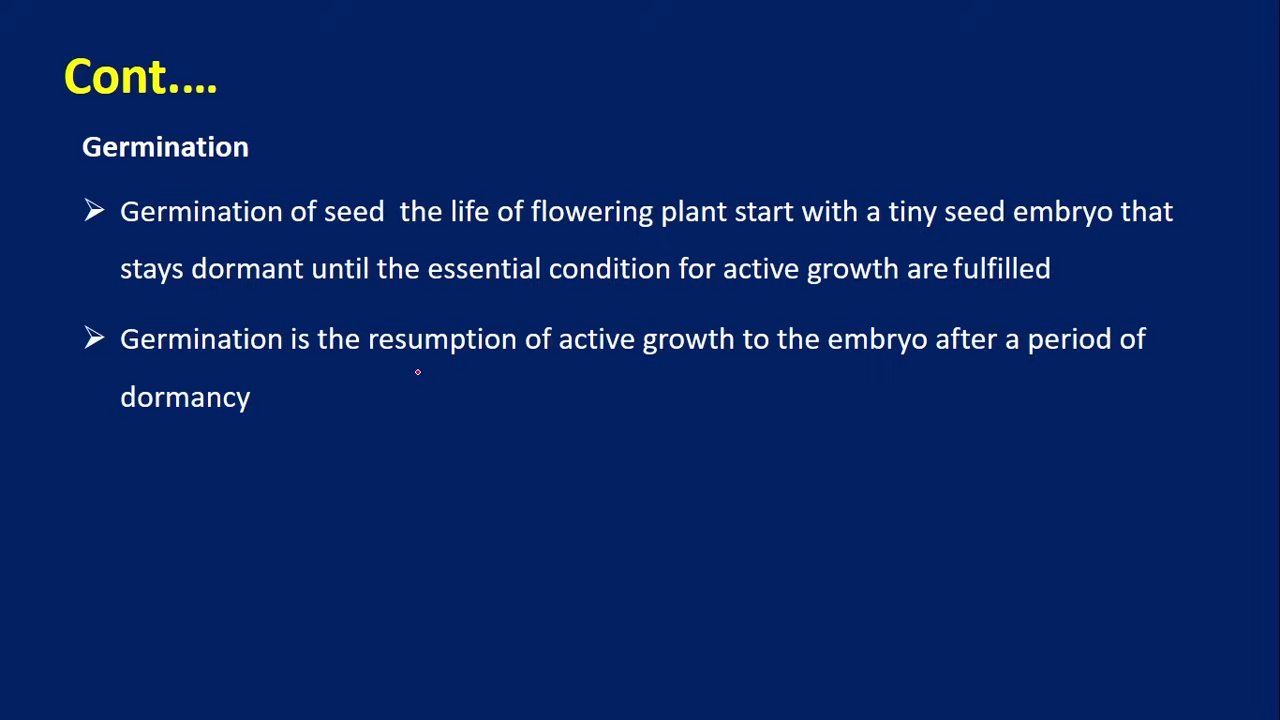 Cont.…
Germination
➢ Germination of seed  the life of flowering plant start with a tiny seed embryo that
stays dormant until the essential condition for active growth are fulfilled
➢ Germination is the resumption of active growth to the embryo after a period of
dormancy